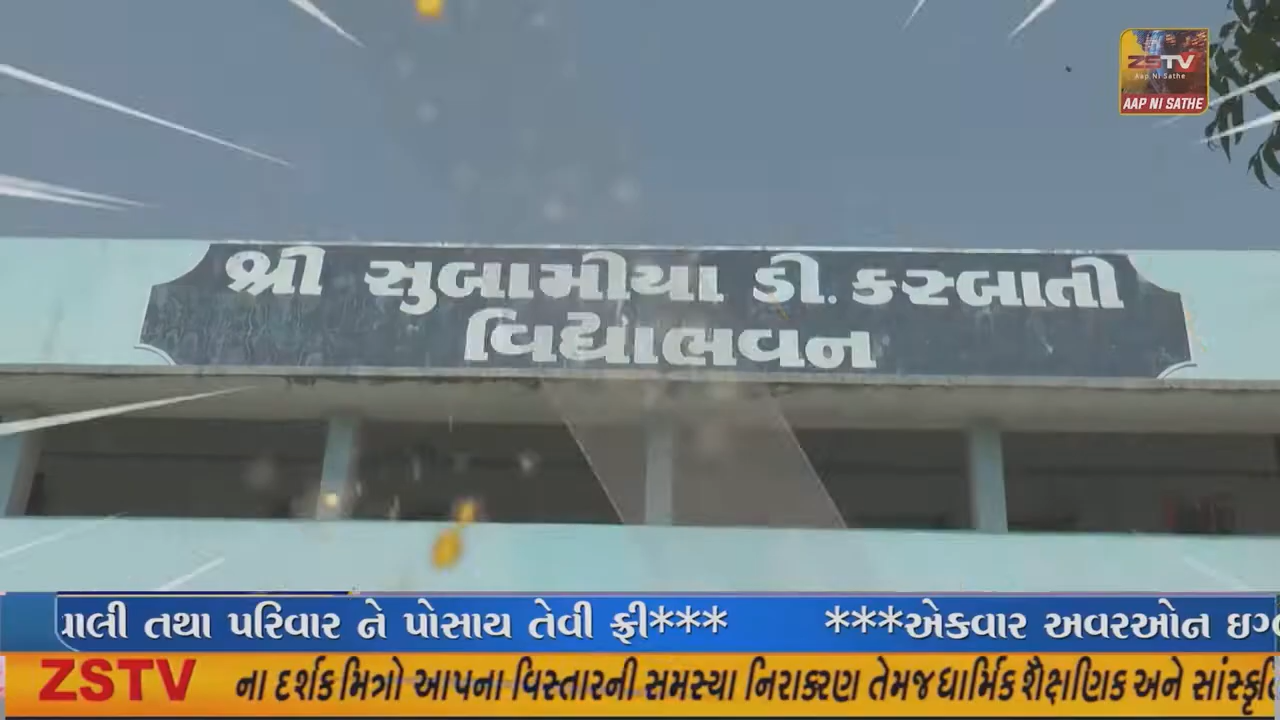 ZSTV
Aap Ni Sathe
AAP NI SATHE
શ્રી સુબામીયા ડી. કરબાતી
વિદ્યાભવન
તથા પરિવાર ને પોસાય તેવી ફ્રી*** ***એકવાર અવરઓન
ZSTV ના દર્શક મિત્રો આપના વિસ્તારની સમસ્યા નિરાકરણ તેમજ ધાર્મિક શૈક્ષણિક અને